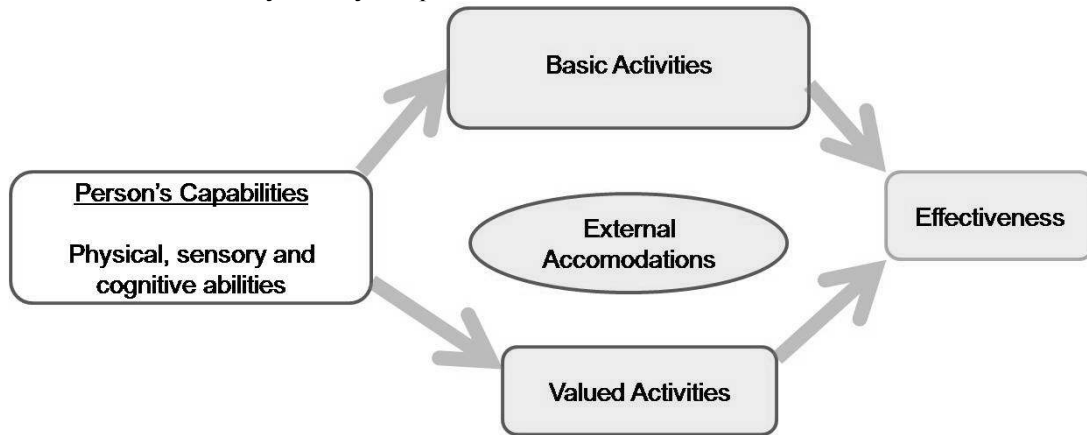 Basic Activities
Person's Capabilities
Physical, sensory and
cognitive abilities
External
Accomodations
Effectiveness
Valued Activities